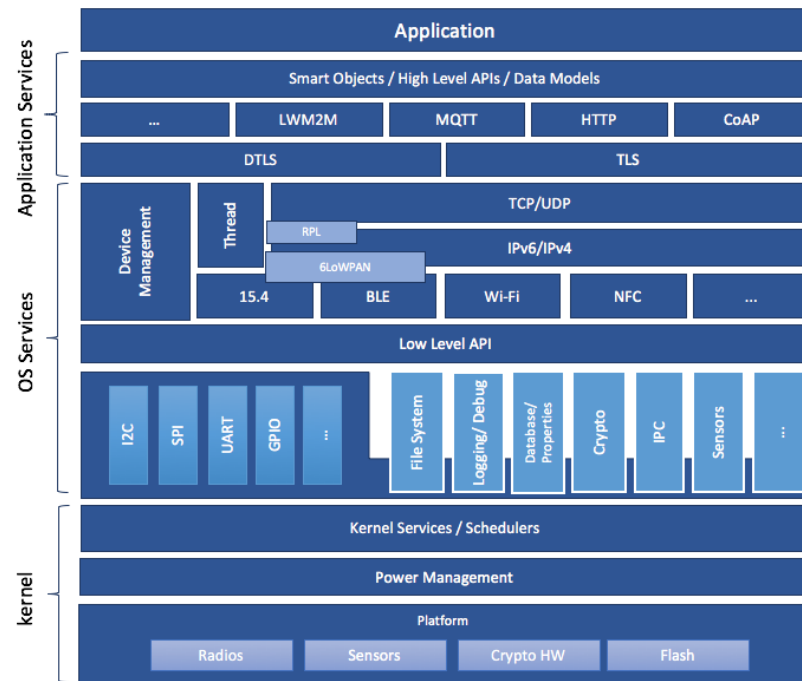 Application
Application Services
Smart Objects / High Level APIs / Data Models
...
LWM2M
MQTT
HTTP
CoAP
DTLS
TLS
OS Services
Device
Management
Thread
TCP/UDP
RPL
IPv6/IPv4
6LoWPAN
15.4
BLE
Wi-Fi
NFC
...
Low Level API
I2C
SPI
UART
GPIO
...
File System
Logging/ Debug
Database/
Properties
Crypto
IPC
Sensors
...
kernel
Kernel Services / Schedulers
Power Management
Platform
Radios
Sensors
Crypto HW
Flash